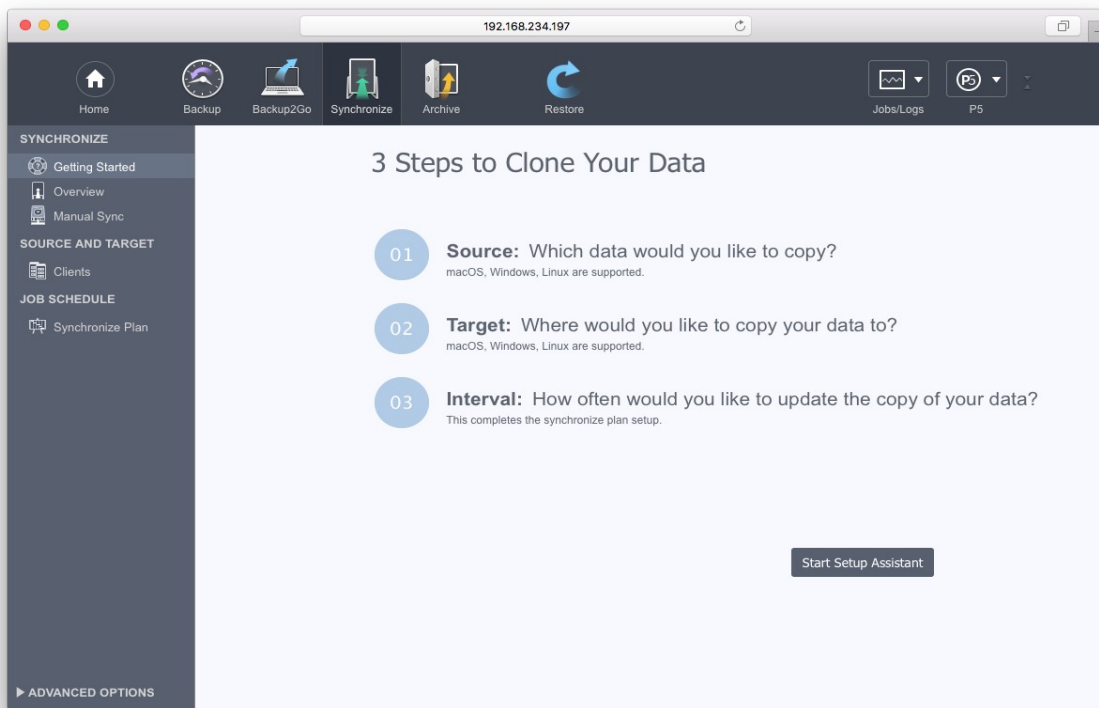 192.168.234.197
Home
Backup
Backup2Go
Synchronize
Archive
Restore
Jobs/Logs
P5
P5
SYNCHRONIZE
Getting Started
Overview
Manual Sync
SOURCE AND TARGET
Clients
JOB SCHEDULE
Synchronize Plan
ADVANCED OPTIONS
3 Steps to Clone Your Data
01
Source: Which data would you like to copy?
macOS, Windows, Linux are supported.
02
Target: Where would you like to copy your data to?
macOS, Windows, Linux are supported.
03
Interval: How often would you like to update the copy of your data?
This completes the synchronize plan setup.
Start Setup Assistant